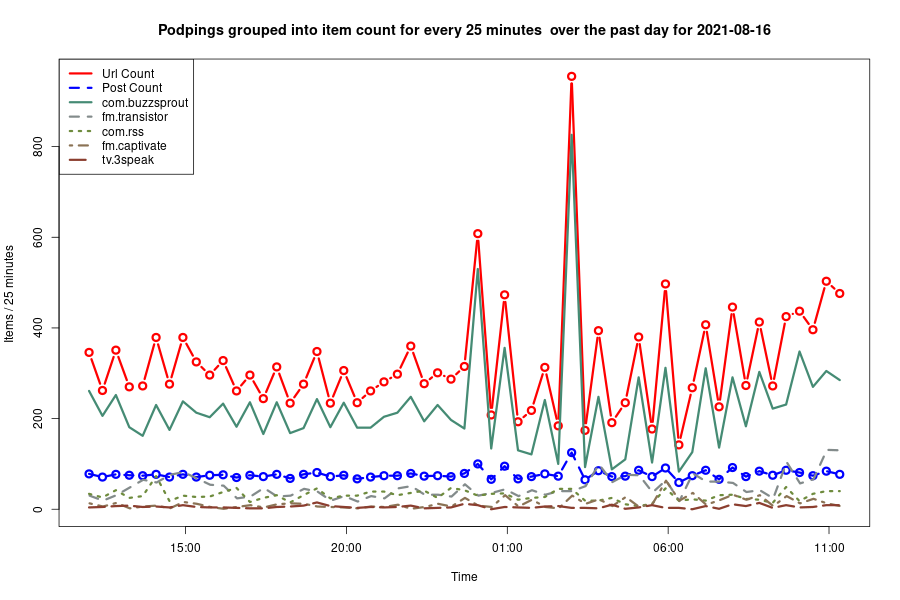 Podpings grouped into item count for every 25 minutes  over the past day for 2021-08-16
Url Count
Post Count
com.buzzsprout
fm.transistor
com.rss
fm.captivate
tv.3speak
Items / 25 minutes
800
600
400
200
0
15:00 20:00 01:00 06:00 11:00
Time